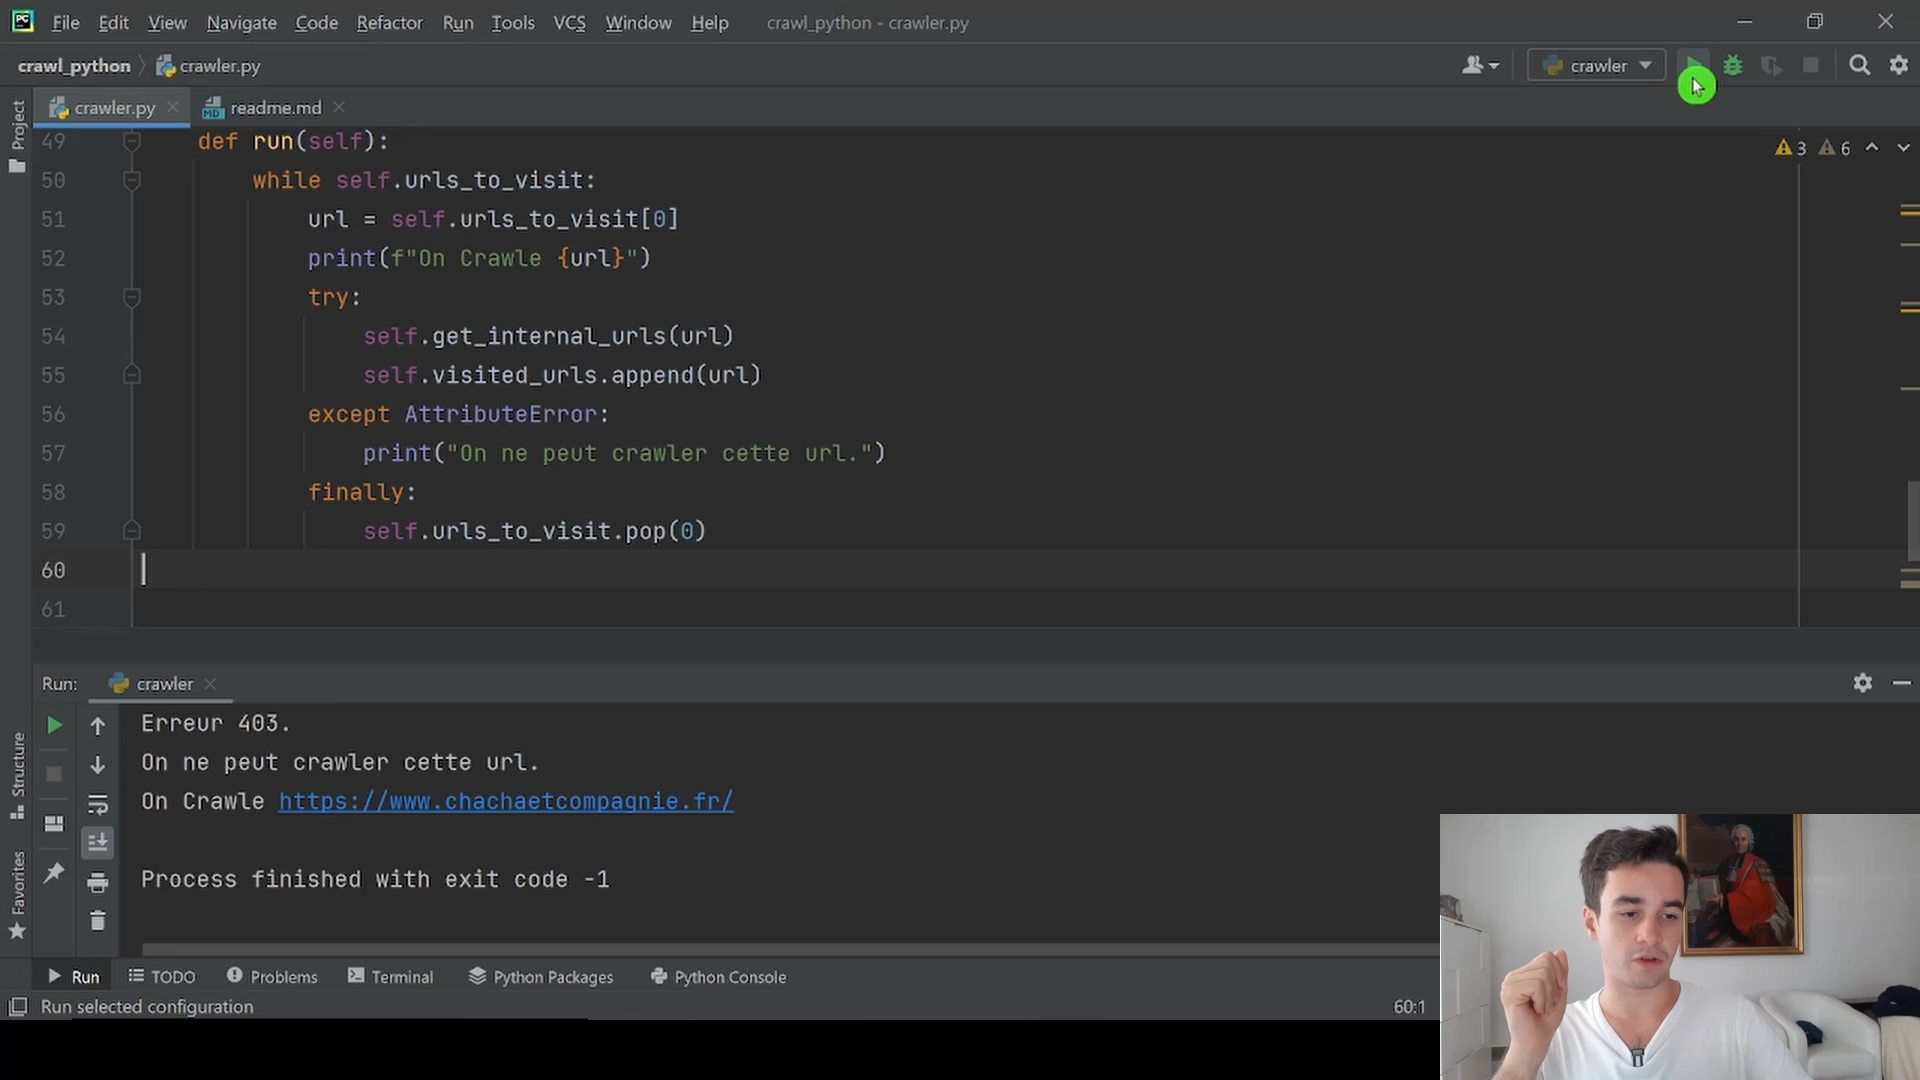 PC File Edit View Navigate Code Refactor Run Tools VCS Window Help crawl_python - crawler.py
crawl_python crawler.py crawler
crawler.py readme.md
Project
49 def run(self): 3 6
50 while self.urls_to_visit:
51 url = self.urls_to_visit[0]
52 print(f"On Crawle {url}")
53 try:
54 self.get_internal_urls(url)
55 self.visited_urls.append(url)
56 except AttributeError:
57 print("On ne peut crawler cette url.")
58 finally:
59 self.urls_to_visit.pop(0)
60
61
Run: crawler
Erreur 403.
On ne peut crawler cette url.
On Crawle https://www.chachaetcompagnie.fr/
Process finished with exit code -1
Structure
Favorites
Run TODO Problems Terminal Python Packages Python Console
Run selected configuration 60:1